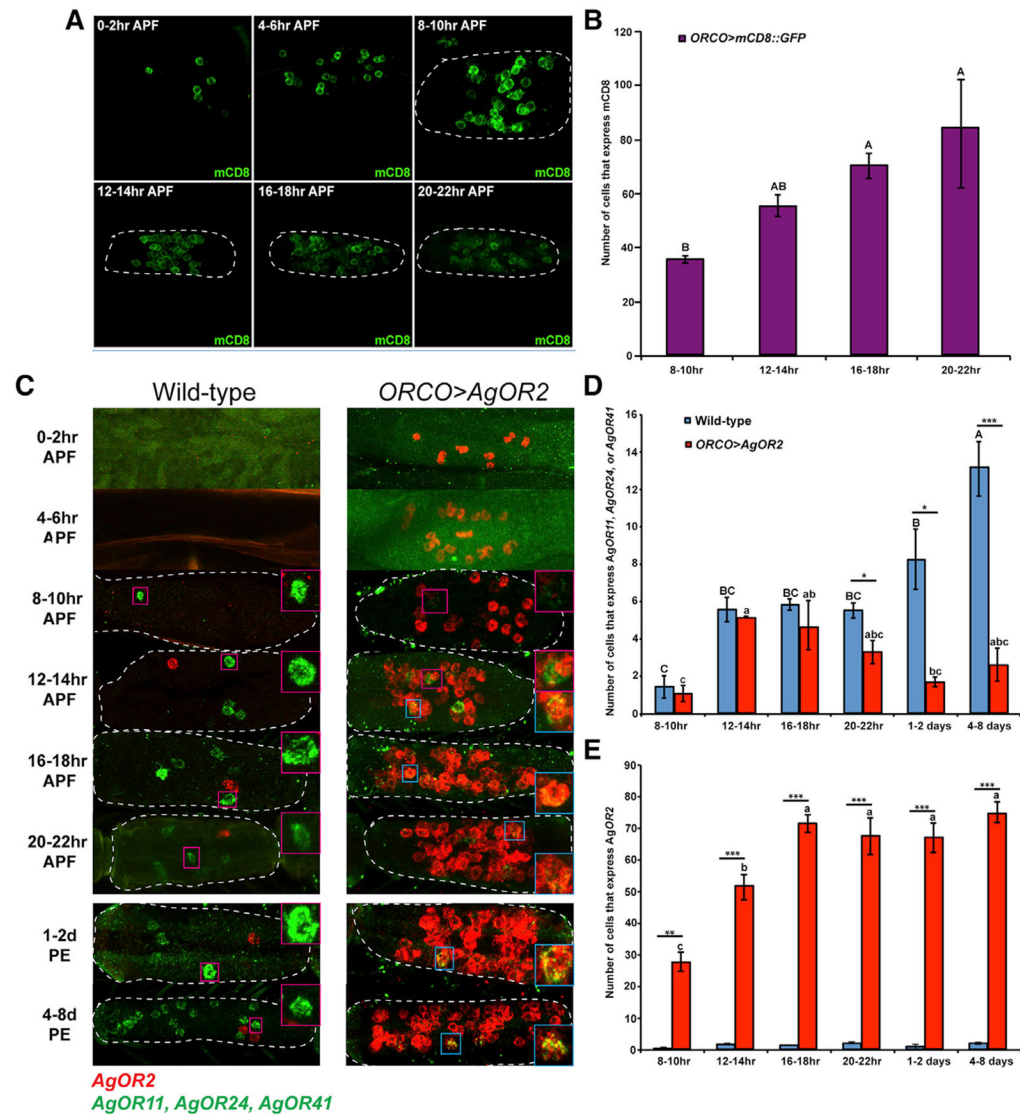 A
0-2hr APF
mCD8
4-6hr APF
mCD8
8-10hr APF
mCD8
12-14hr APF
mCD8
16-18hr APF
mCD8
20-22hr APF
mCD8
B
Number of cells that express mCD8
120
100
80
60
40
20
0
ORCO>mCD8::GFP
B
AB
A
A
8-10hr
12-14hr
16-18hr
20-22hr
C
Wild-type
ORCO>AgOR2
0-2hr
APF
4-6hr
APF
8-10hr
APF
12-14hr
APF
16-18hr
APF
20-22hr
APF
1-2d
PE
4-8d
PE
AgOR2
AgOR11, AgOR24, AgOR41
D
Number of cells that express AgOR11, AgOR24, or AgOR41
16
14
12
10
8
6
4
2
0
Wild-type
ORCO>AgOR2
C
c
BC
a
BC
ab
*
BC
abc
*
B
bc
***
A
abc
8-10hr
12-14hr
16-18hr
20-22hr
1-2 days
4-8 days
E
Number of cells that express AgOR2
90
80
70
60
50
40
30
20
10
0
**
c
***
b
***
a
***
a
***
a
***
a
8-10hr
12-14hr
16-18hr
20-22hr
1-2 days
4-8 days